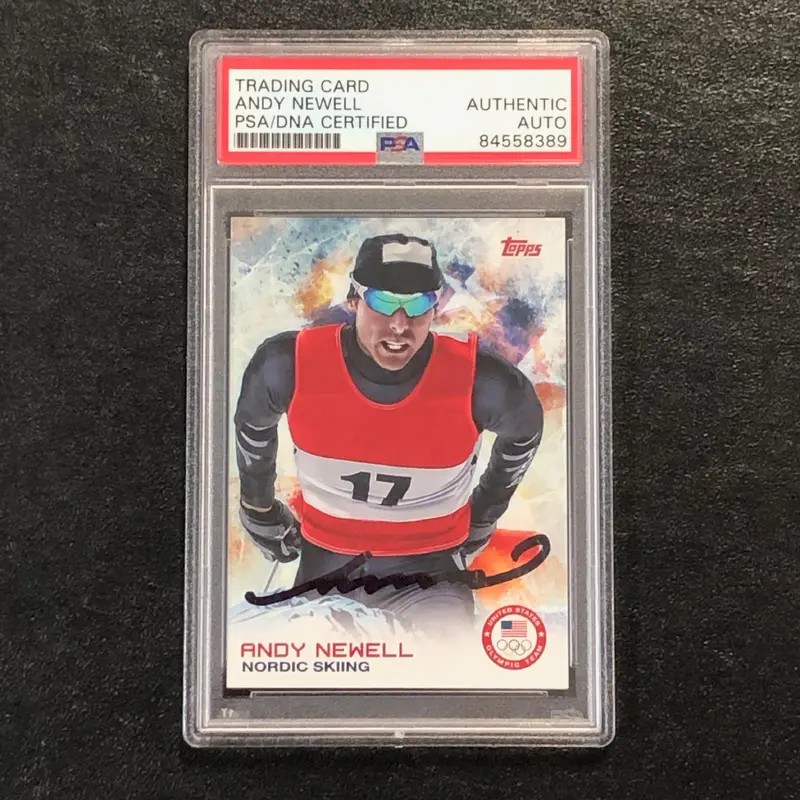 TRADING CARD
ANDY NEWELL
PSA/DNA CERTIFIED
AUTHENTIC
AUTO
84558389
PSA
Topps
17
ANDY NEWELL
NORDIC SKIING
UNITED STATES
OLYMPIC TEAM